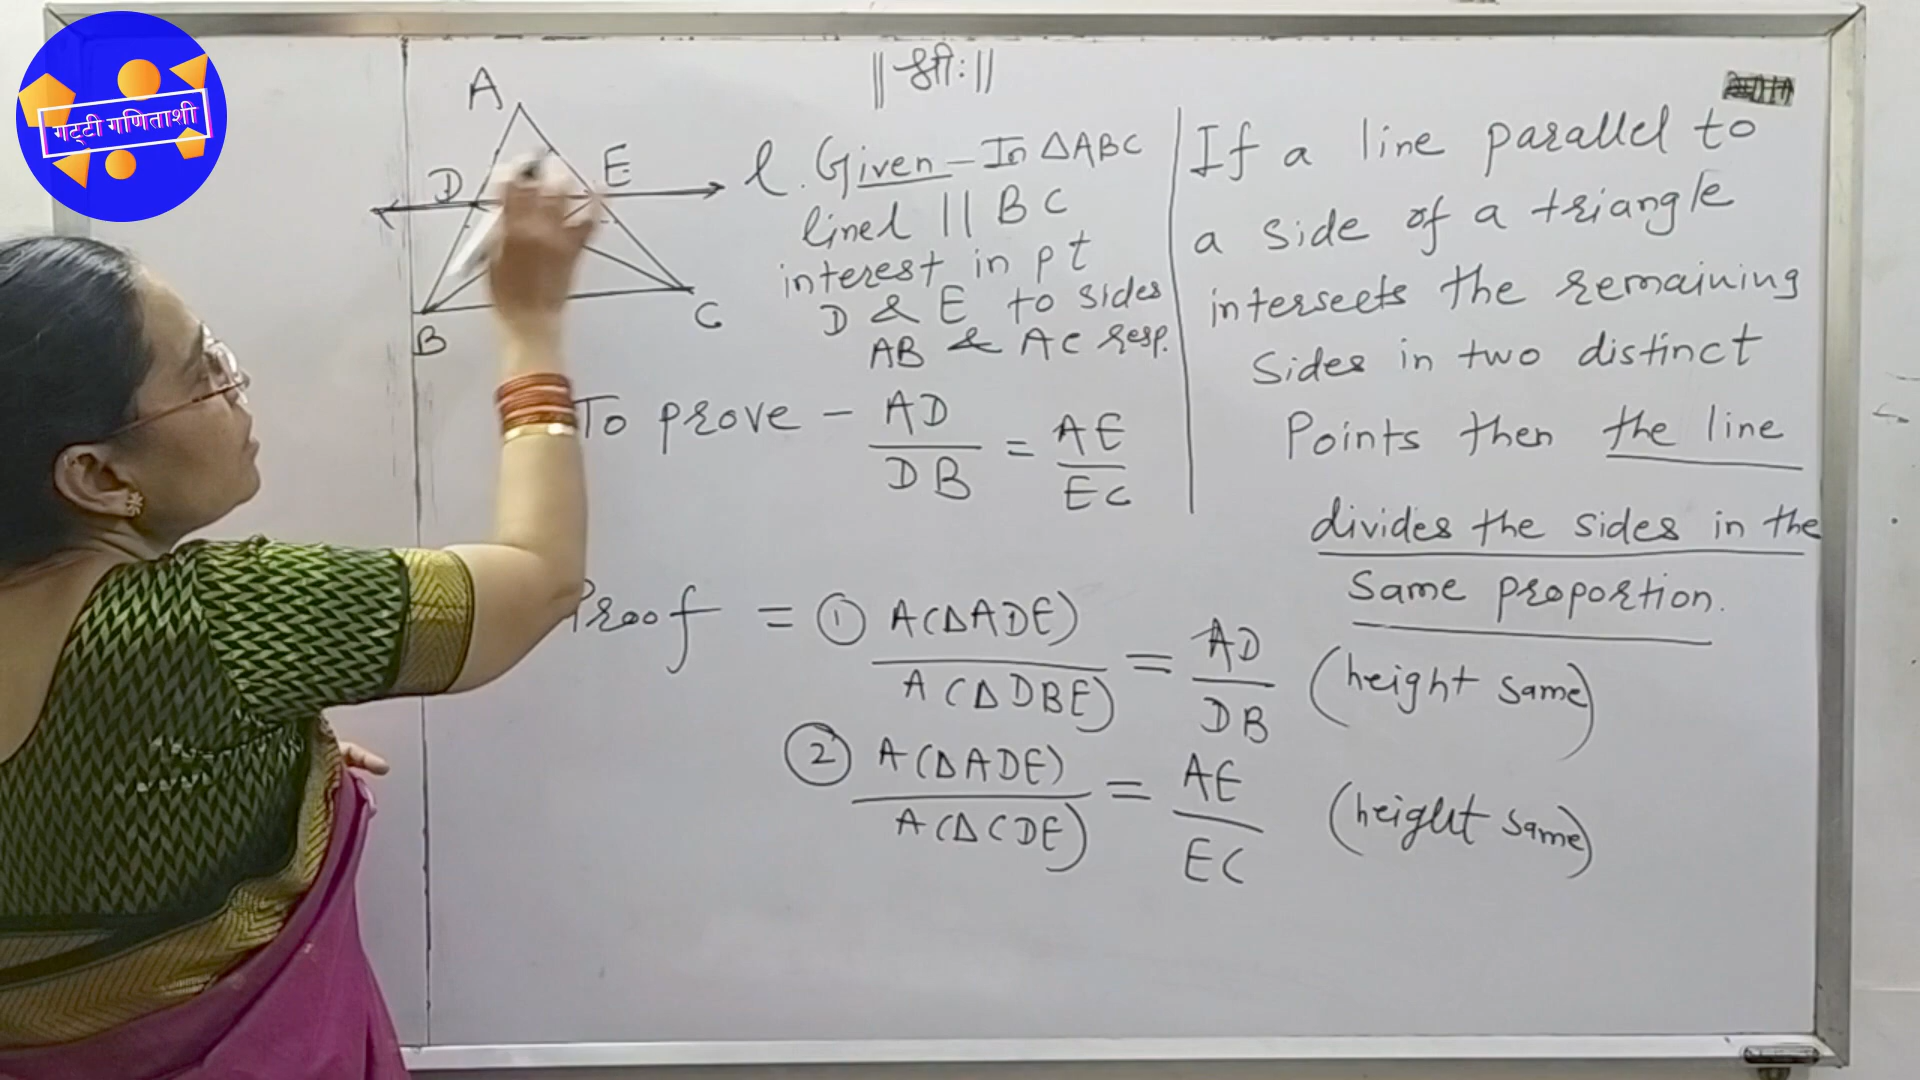 गट्टी गणिताशी
|| श्रीः ||
A
D
E
B
C
l. Given - In △ABC
line l || BC
interest in pt
D & E to sides
AB & AC resp.
To prove - AD/DB = AE/EC
If a line parallel to
a side of a triangle
intersects the remaining
Sides in two distinct
Points then the line
divides the sides in the
Same proportion.
Proof = ① A(△ADE)/A(△DBE) = AD/DB (height same)
② A(△ADE)/A(△CDE) = AE/EC (height same)